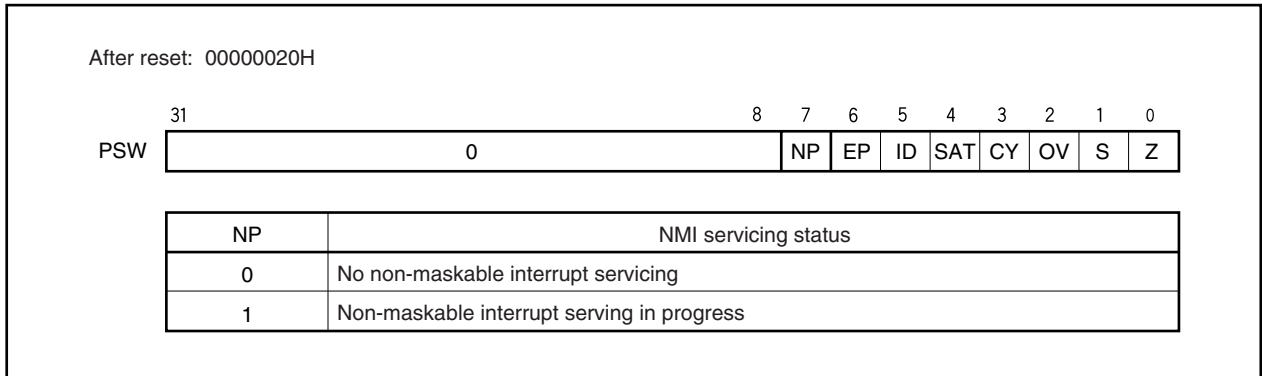 After reset: 00000020H
31 8 7 6 5 4 3 2 1 0
PSW 0 NP EP ID SAT CY OV S Z
NP NMI servicing status
0 No non-maskable interrupt servicing
1 Non-maskable interrupt serving in progress